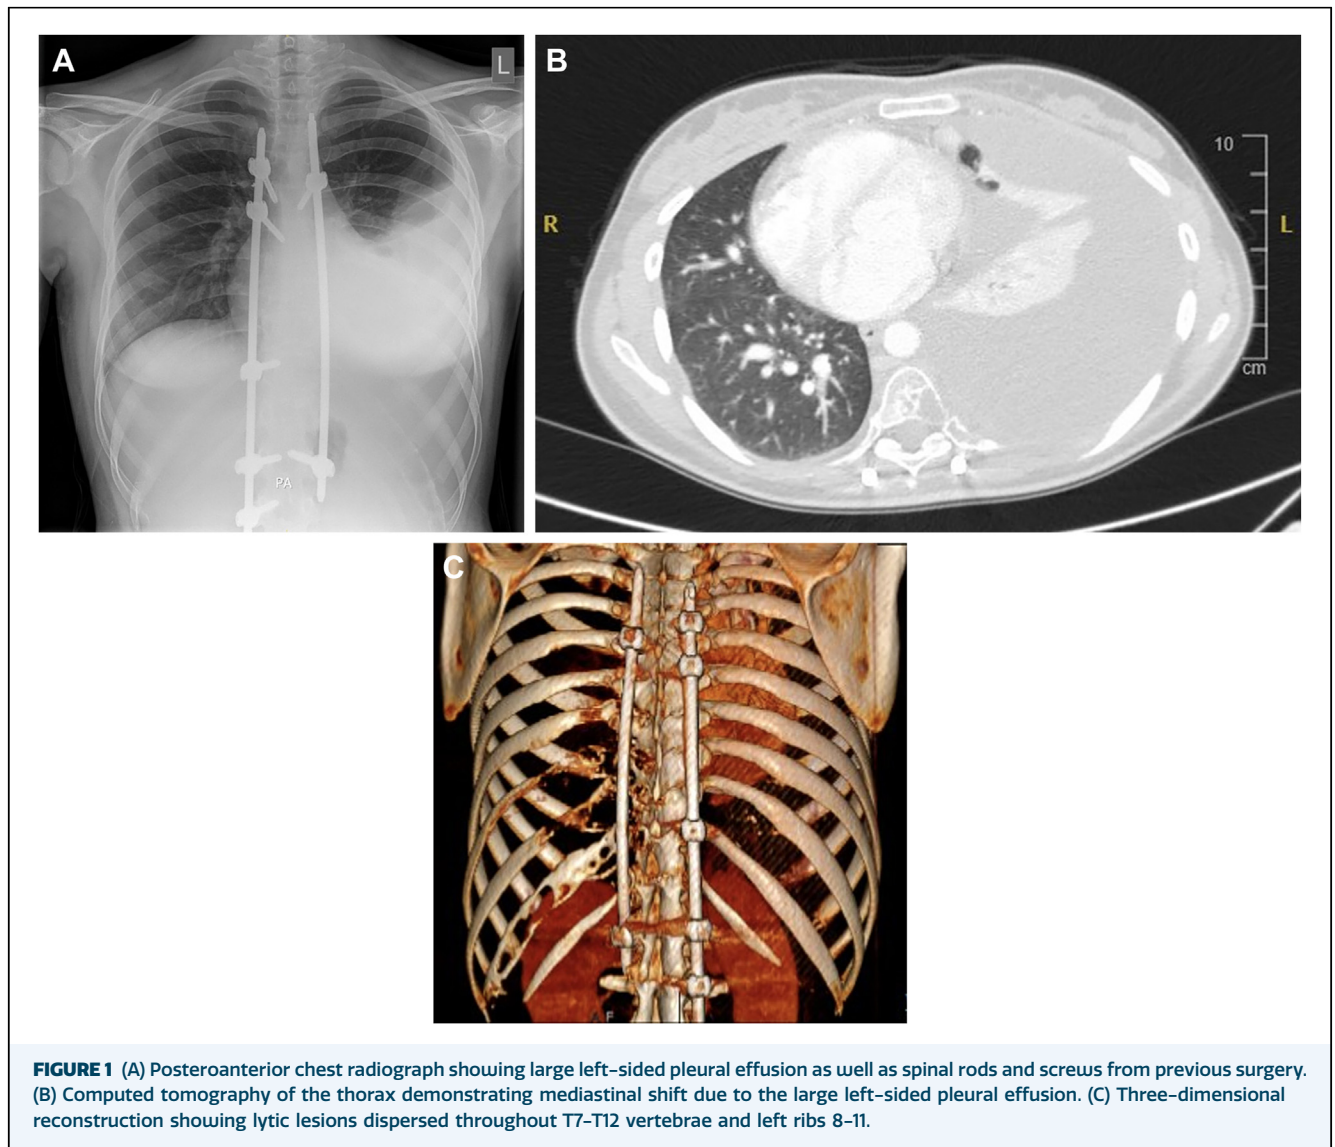 A
L
PA
B
R
10
L
cm
C
FIGURE 1 (A) Posteroanterior chest radiograph showing large left-sided pleural effusion as well as spinal rods and screws from previous surgery.
(B) Computed tomography of the thorax demonstrating mediastinal shift due to the large left-sided pleural effusion. (C) Three-dimensional
reconstruction showing lytic lesions dispersed throughout T7–T12 vertebrae and left ribs 8–11.